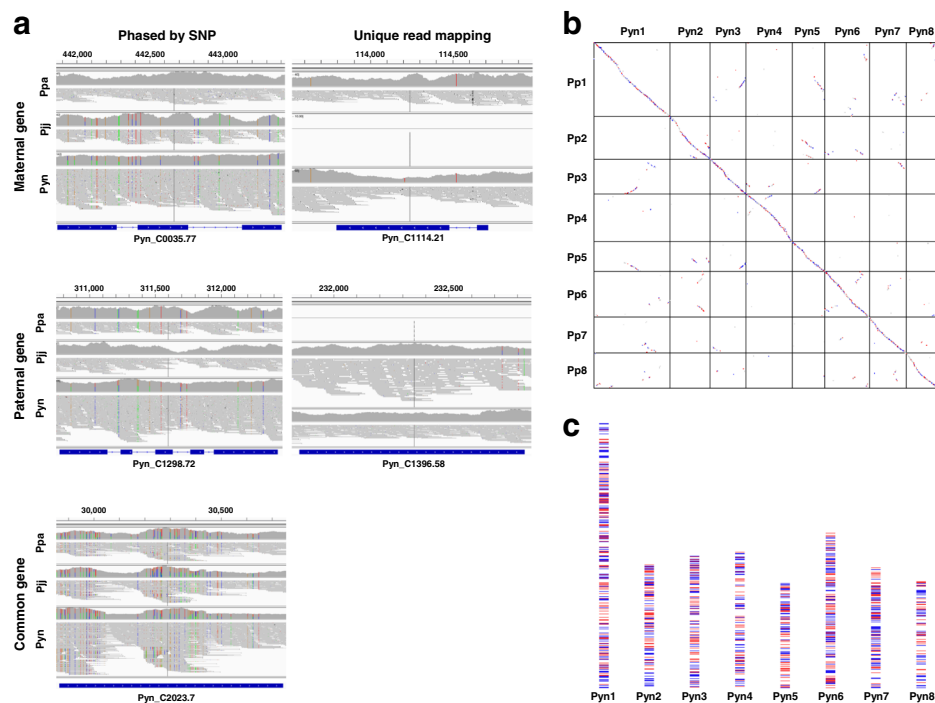 a
Phased by SNP
Unique read mapping
Maternal gene
442,000 442,500 443,000
Ppa
Pjj
Pyn
Pyn_C0035.77
114,000 114,500
Pyn_C1114.21
Paternal gene
311,000 311,500 312,000
Ppa
Pjj
Pyn
Pyn_C1298.72
232,000 232,500
Pyn_C1396.58
Common gene
30,000 30,500
Ppa
Pjj
Pyn
Pyn_C2023.7
b
Pyn1 Pyn2 Pyn3 Pyn4 Pyn5 Pyn6 Pyn7 Pyn8
Pp1
Pp2
Pp3
Pp4
Pp5
Pp6
Pp7
Pp8
c
Pyn1 Pyn2 Pyn3 Pyn4 Pyn5 Pyn6 Pyn7 Pyn8